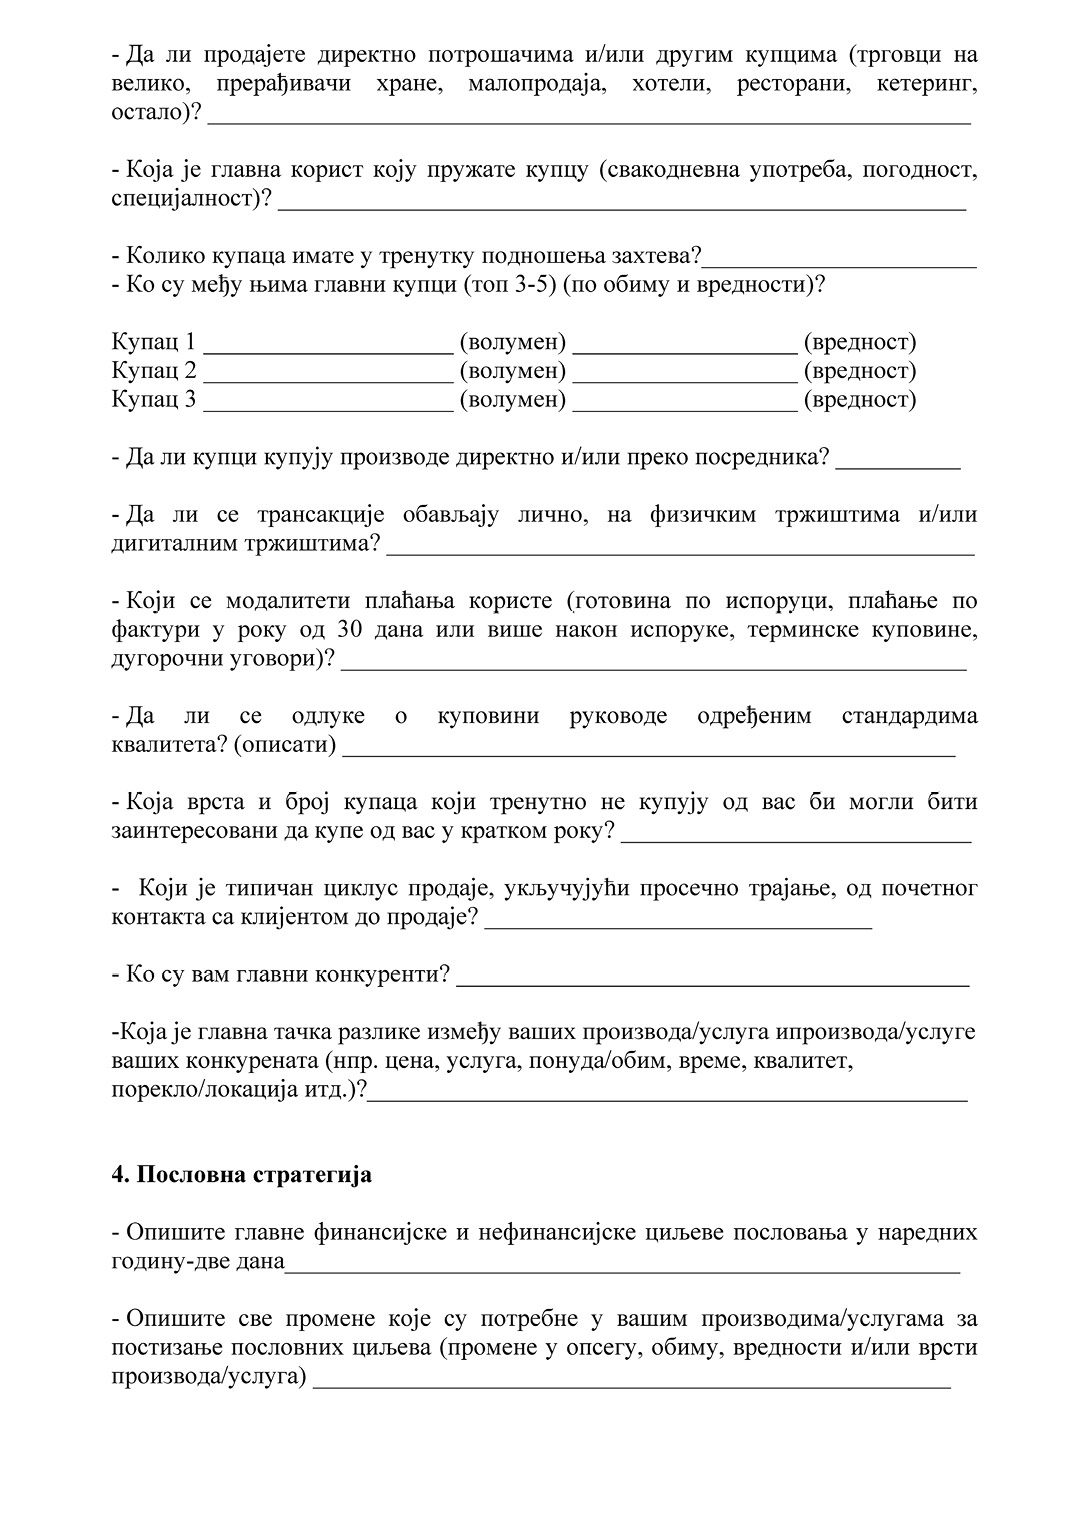 - Да ли продајете директно потрошачима и/или другим купцима (трговци на
велико, прерађивачи хране, малопродаја, хотели, ресторани, кетеринг,
остало)? _____________________________________________________________
- Која је главна корист коју пружате купцу (свакодневна употреба, погодност,
специјалност)? _______________________________________________________
- Колико купаца имате у тренутку подношења захтева?______________________
- Ко су међу њима главни купци (топ 3-5) (по обиму и вредности)?
Купац 1 ____________________ (волумен) __________________ (вредност)
Купац 2 ____________________ (волумен) __________________ (вредност)
Купац 3 ____________________ (волумен) __________________ (вредност)
- Да ли купци купују производе директно и/или преко посредника? __________
- Да ли се трансакције обављају лично, на физичким тржиштима и/или
дигиталним тржиштима? _______________________________________________
- Који се модалитети плаћања користе (готовина по испоруци, плаћање по
фактури у року од 30 дана или више након испоруке, терминске куповине,
дугорочни уговори)? __________________________________________________
- Да ли се одлуке о куповини руководе одређеним стандардима
квалитета? (описати) _________________________________________________
- Која врста и број купаца који тренутно не купују од вас би могли бити
заинтересовани да купе од вас у кратком року? ____________________________
- Који је типичан циклус продаје, укључујући просечно трајање, од почетног
контакта са клијентом до продаје? _______________________________
- Ко су вам главни конкуренти? _________________________________________
-Која је главна тачка разлике између ваших производа/услуга ипроизвода/услуге
ваших конкурената (нпр. цена, услуга, понуда/обим, време, квалитет,
порекло/локација итд.)?________________________________________________
4. Пословна стратегија
- Опишите главне финансијске и нефинансијске циљеве пословања у наредних
годину-две дана______________________________________________________
- Опишите све промене које су потребне у вашим производима/услугама за
постизање пословних циљева (промене у опсегу, обиму, вредности и/или врсти
производа/услуга) ___________________________________________________